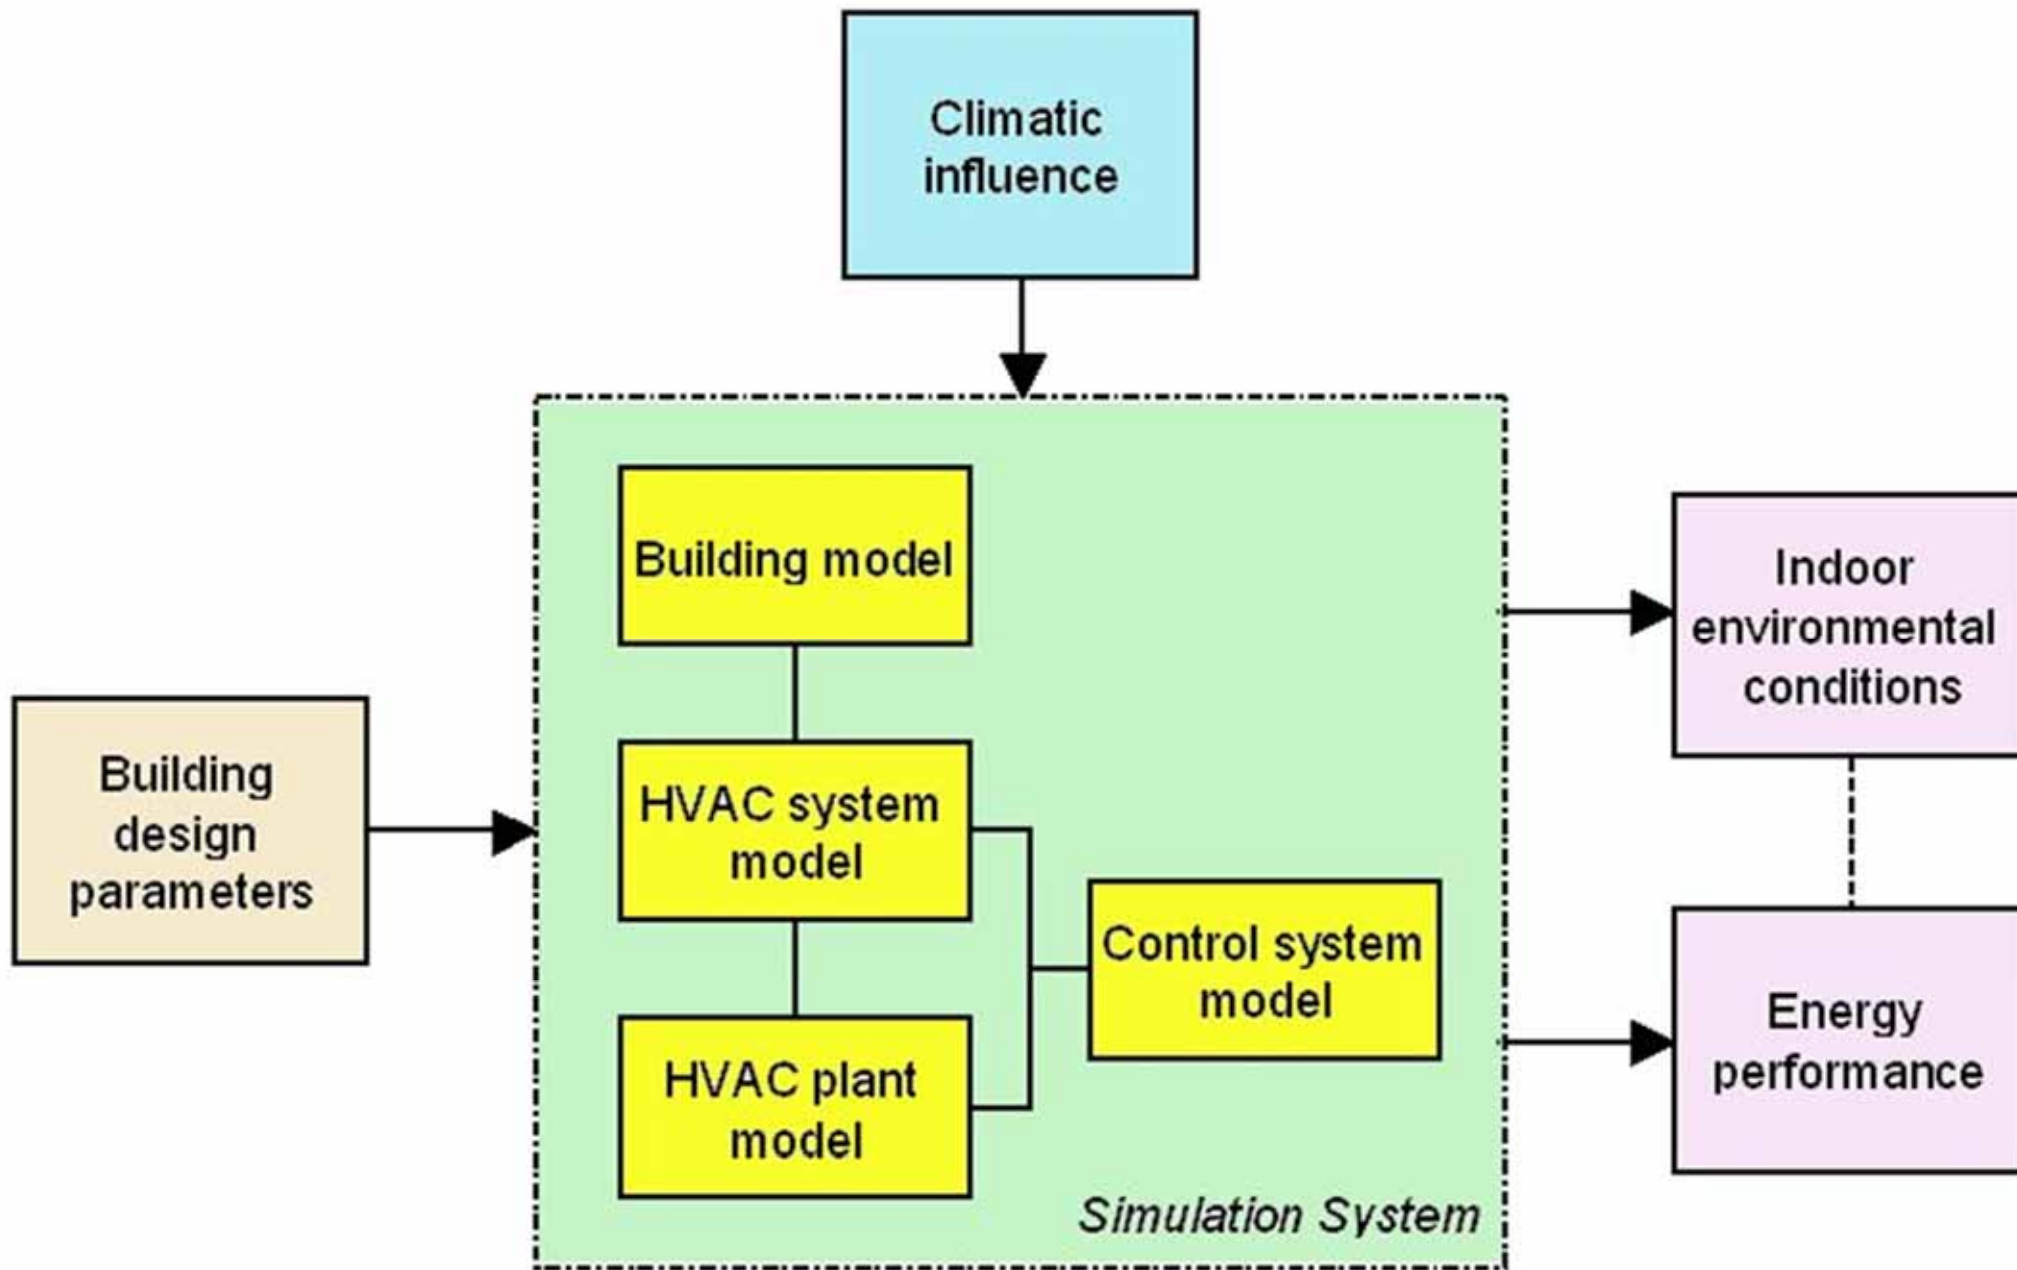 Climatic
influence
Building model
Indoor
environmental
conditions
Building
design
parameters
HVAC system
model
Control system
model
HVAC plant
model
Energy
performance
Simulation System